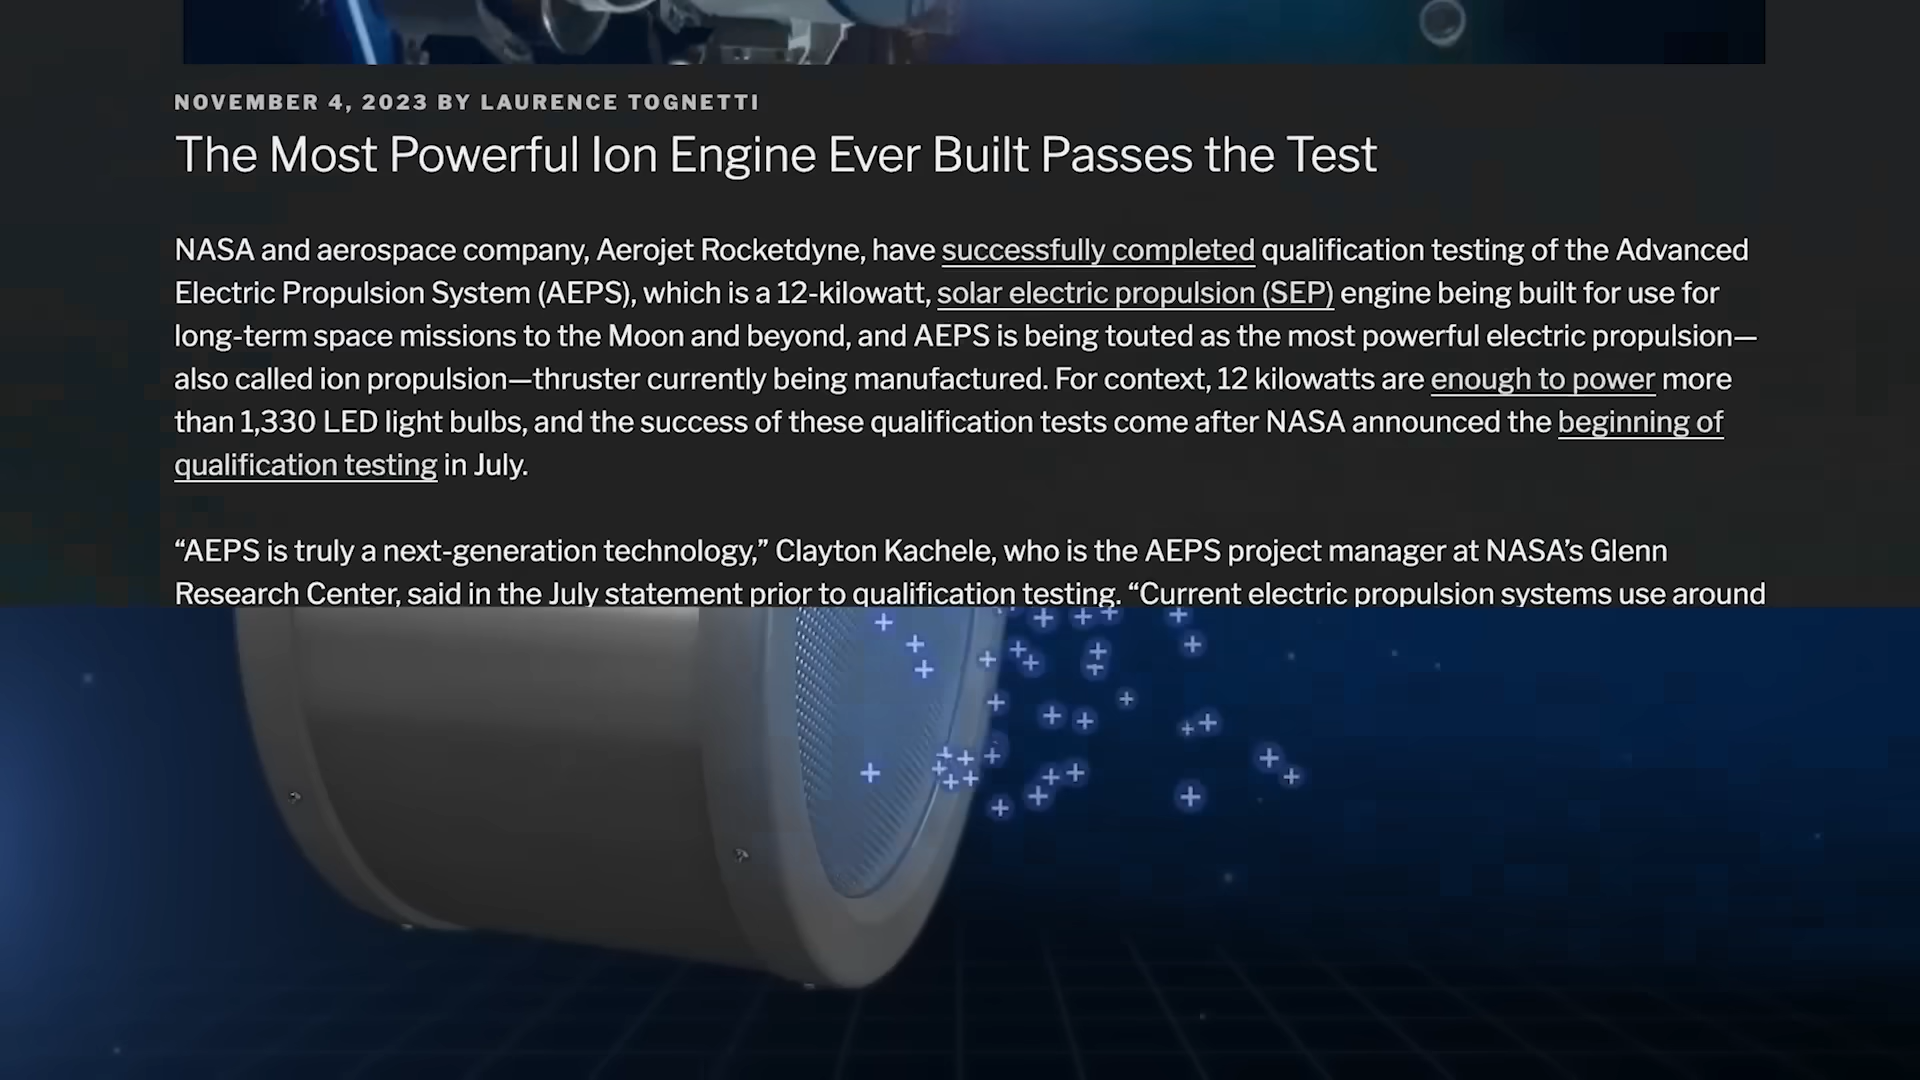 NOVEMBER 4, 2023 BY LAURENCE TOGNETTI
The Most Powerful Ion Engine Ever Built Passes the Test
NASA and aerospace company, Aerojet Rocketdyne, have successfully completed qualification testing of the Advanced
Electric Propulsion System (AEPS), which is a 12-kilowatt, solar electric propulsion (SEP) engine being built for use for
long-term space missions to the Moon and beyond, and AEPS is being touted as the most powerful electric propulsion—
also called ion propulsion—thruster currently being manufactured. For context, 12 kilowatts are enough to power more
than 1,330 LED light bulbs, and the success of these qualification tests come after NASA announced the beginning of
qualification testing in July.
“AEPS is truly a next-generation technology,” Clayton Kachele, who is the AEPS project manager at NASA’s Glenn
Research Center, said in the July statement prior to qualification testing. “Current electric propulsion systems use around